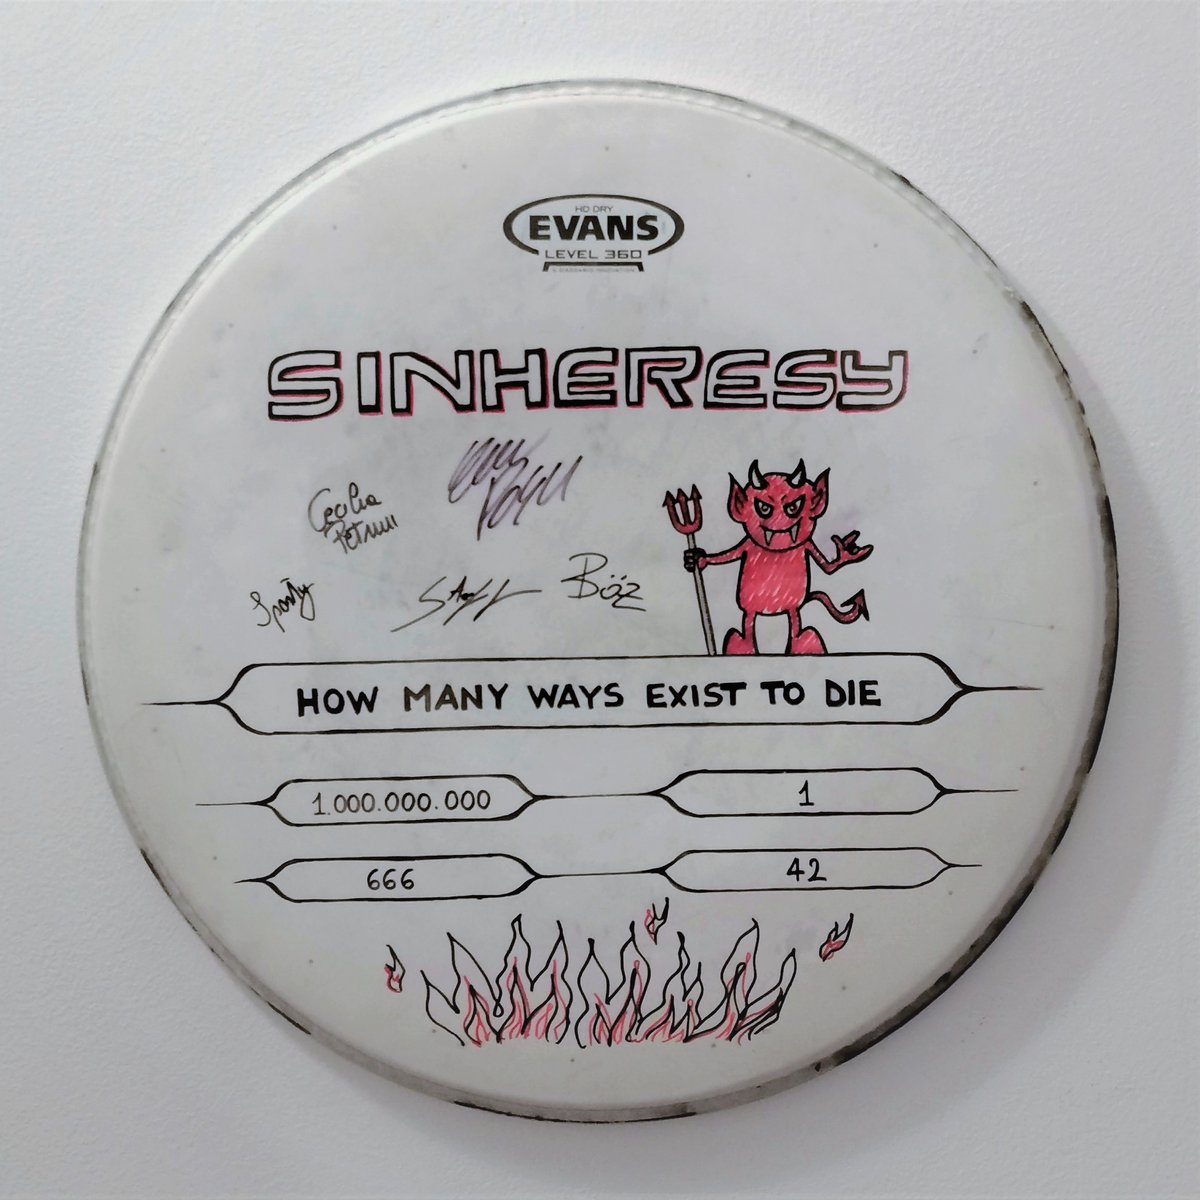 HD DRY
EVANS
LEVEL 360
SINHERESY
Cecilia
Petrini
Böz
HOW MANY WAYS EXIST TO DIE
1.000.000.000
1
666
42